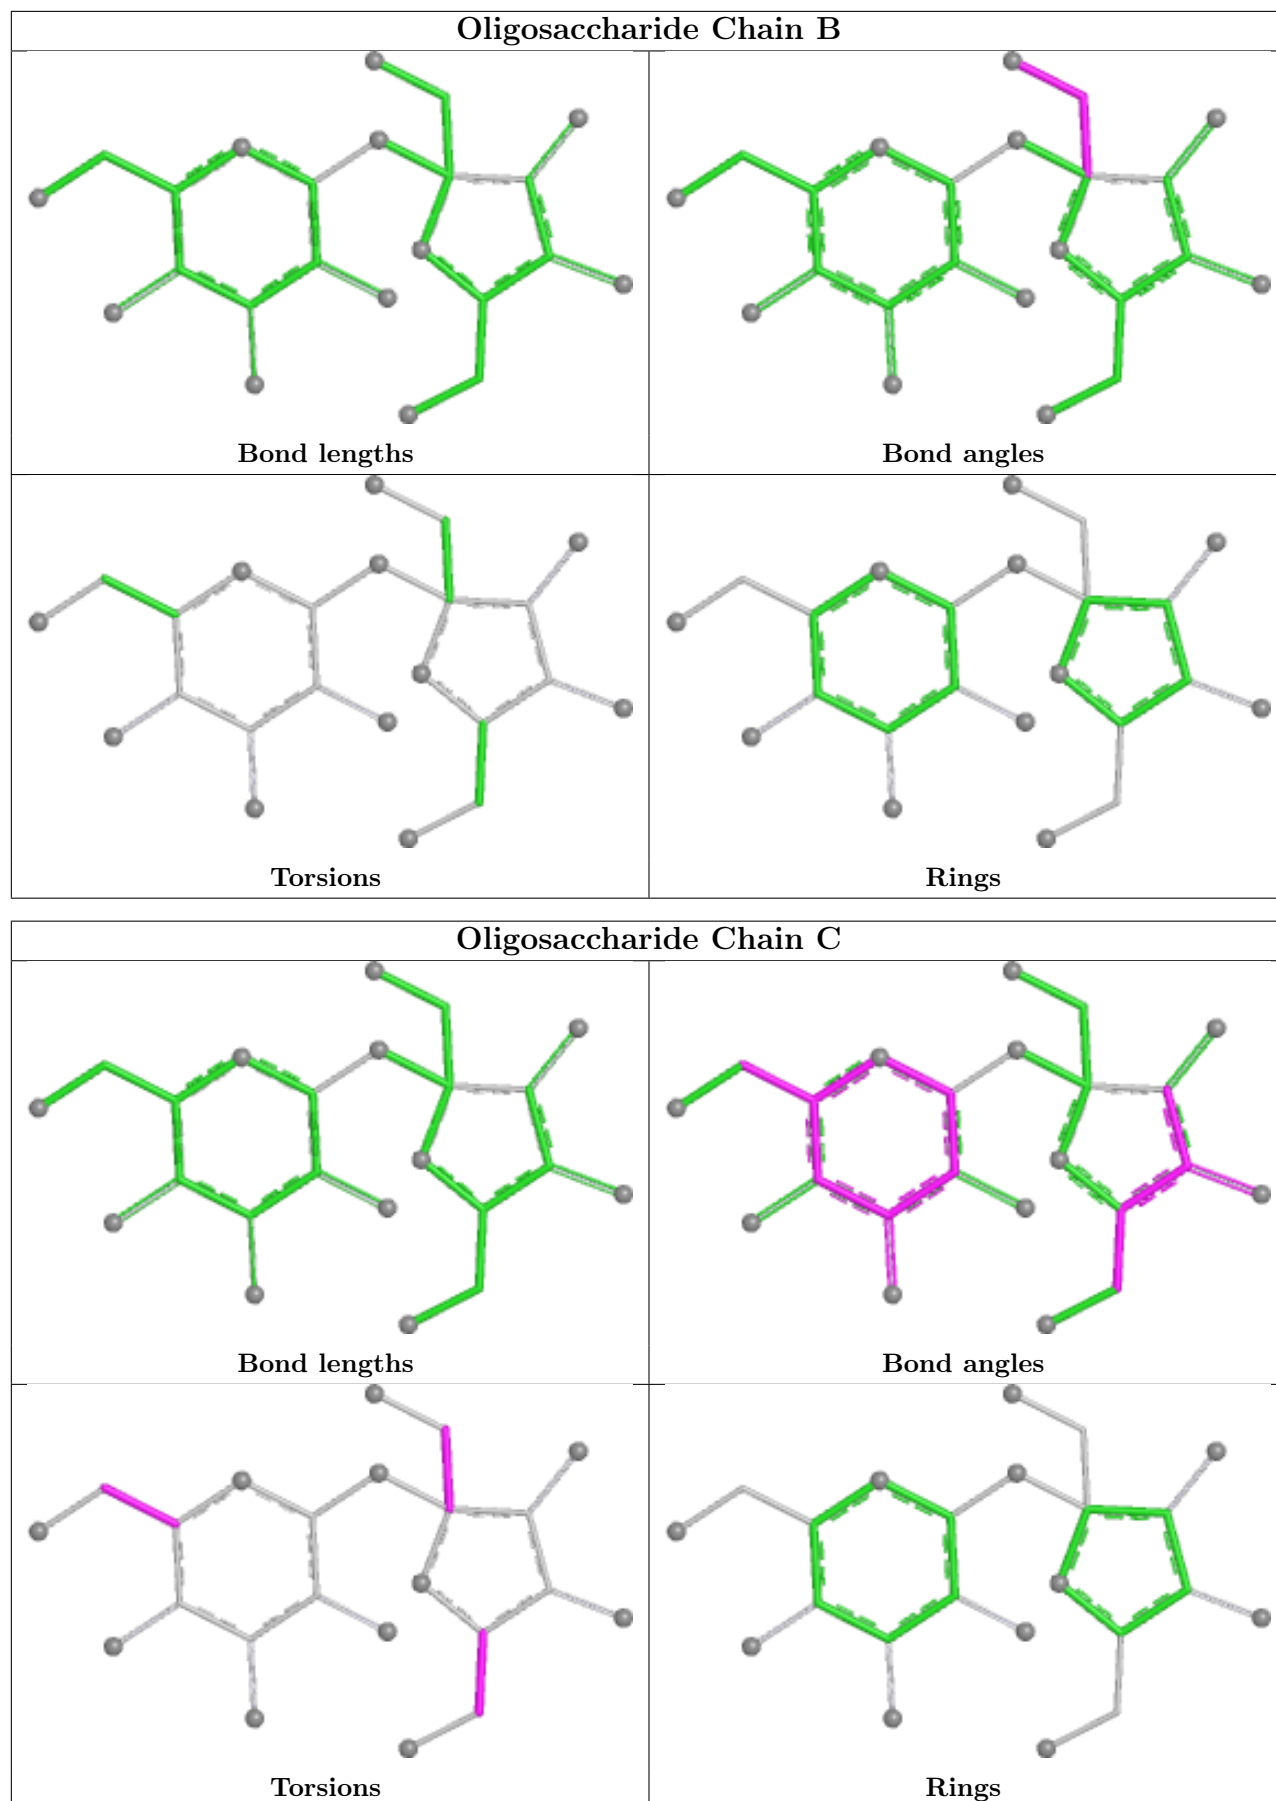 Oligosaccharide Chain B
Bond lengths
Bond angles
Torsions
Rings
Oligosaccharide Chain C
Bond lengths
Bond angles
Torsions
Rings